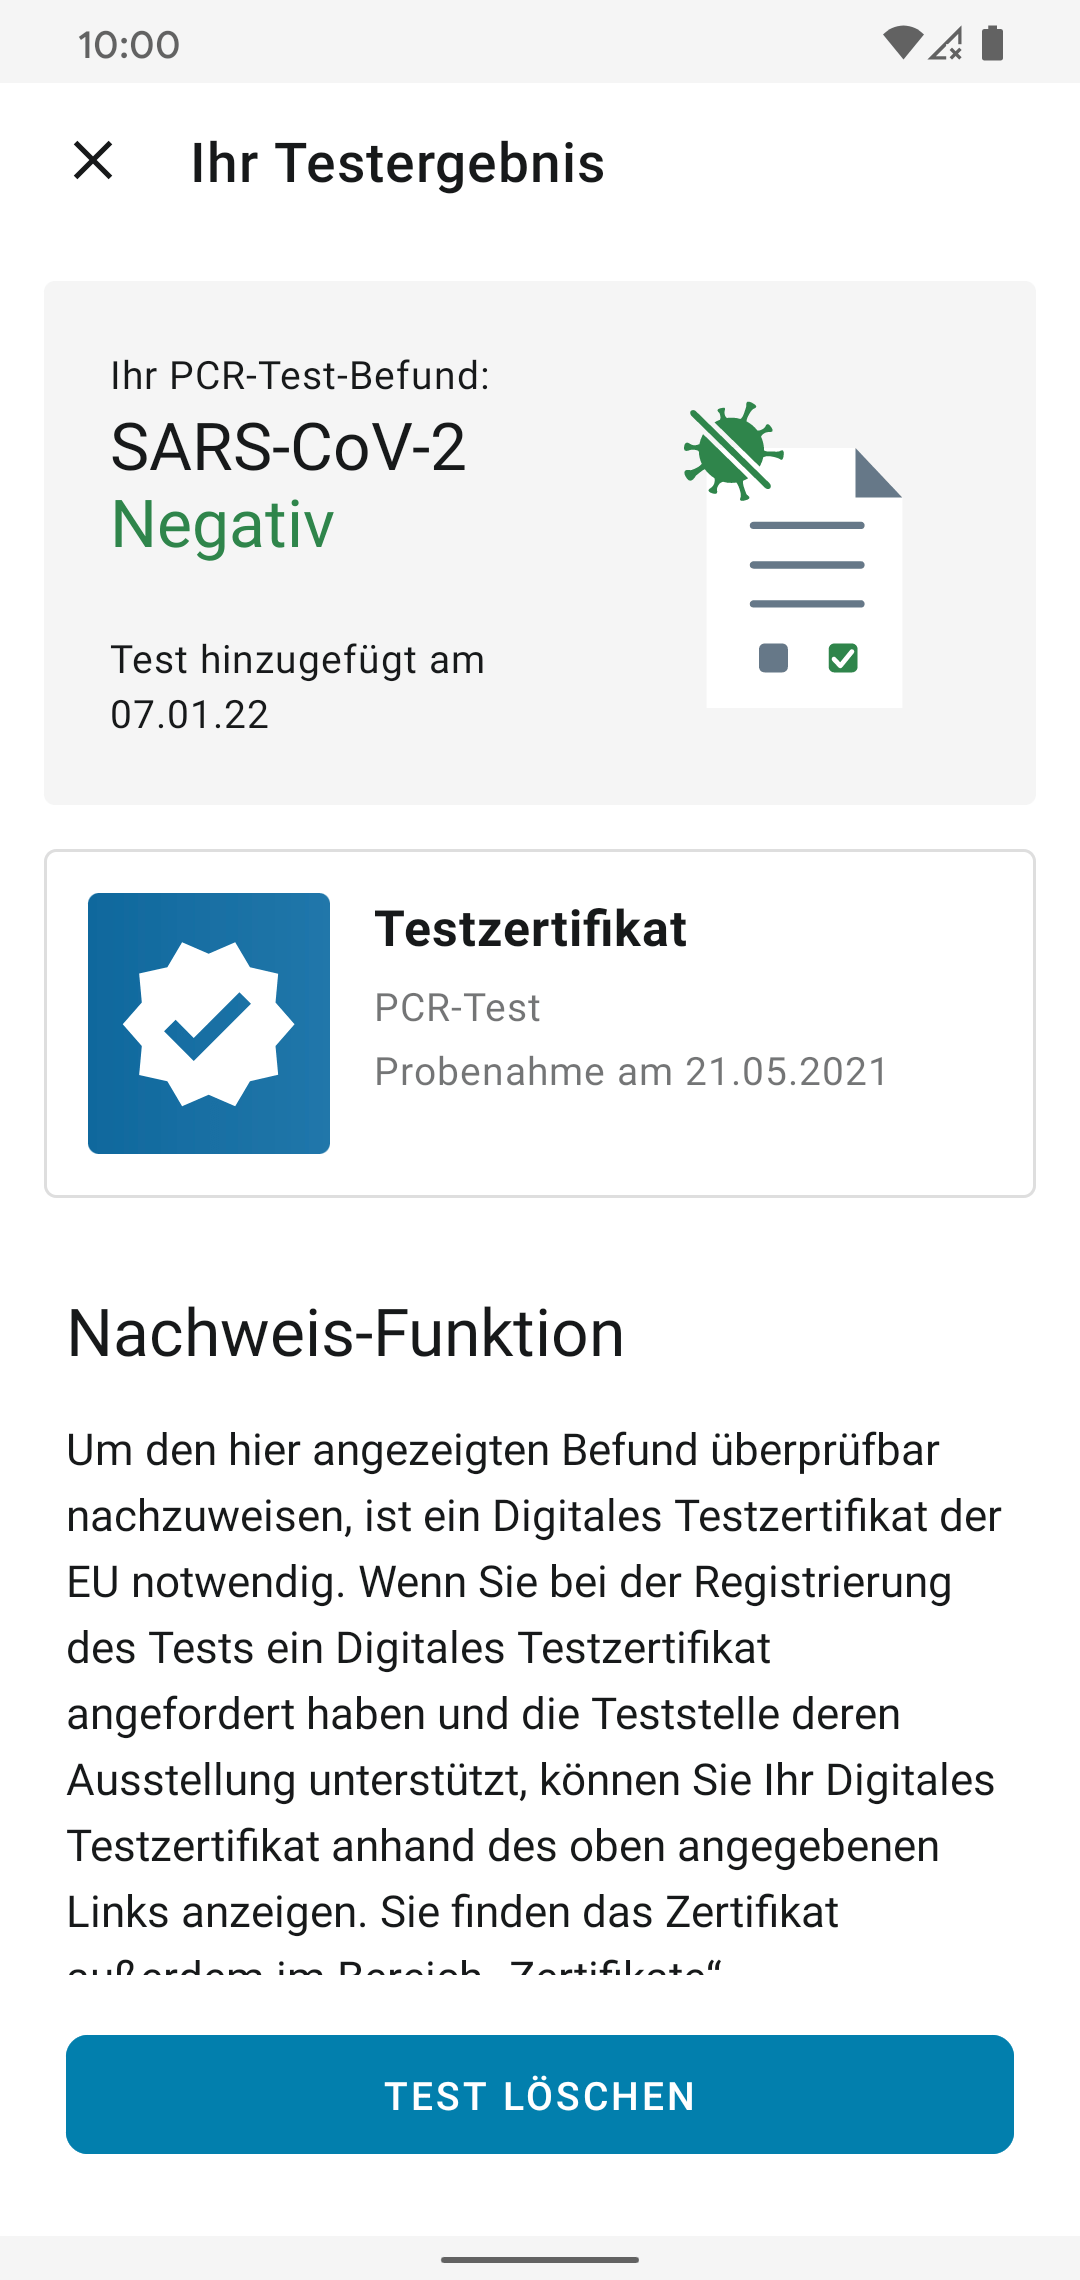 10:00
Ihr Testergebnis
Ihr PCR-Test-Befund:
SARS-CoV-2
Negativ
Test hinzugefügt am
07.01.22
Testzertifikat
PCR-Test
Probenahme am 21.05.2021
Nachweis-Funktion
Um den hier angezeigten Befund überprüfbar
nachzuweisen, ist ein Digitales Testzertifikat der
EU notwendig. Wenn Sie bei der Registrierung
des Tests ein Digitales Testzertifikat
angefordert haben und die Teststelle deren
Ausstellung unterstützt, können Sie Ihr Digitales
Testzertifikat anhand des oben angegebenen
Links anzeigen. Sie finden das Zertifikat
außerdem im Bereich „Zertifikate“
TEST LÖSCHEN